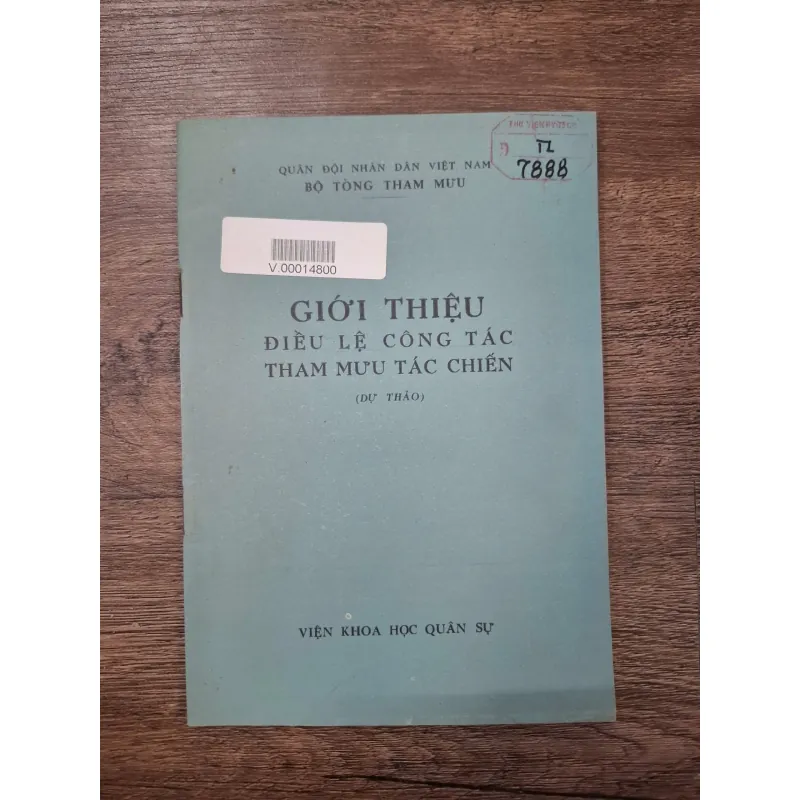 TL
7888
QUÂN ĐỘI NHÂN DÂN VIỆT NAM
BỘ TỔNG THAM MƯU
V.00014800
GIỚI THIỆU
ĐIỀU LỆ CÔNG TÁC
THAM MƯU TÁC CHIẾN
(DỰ THẢO)
VIỆN KHOA HỌC QUÂN SỰ